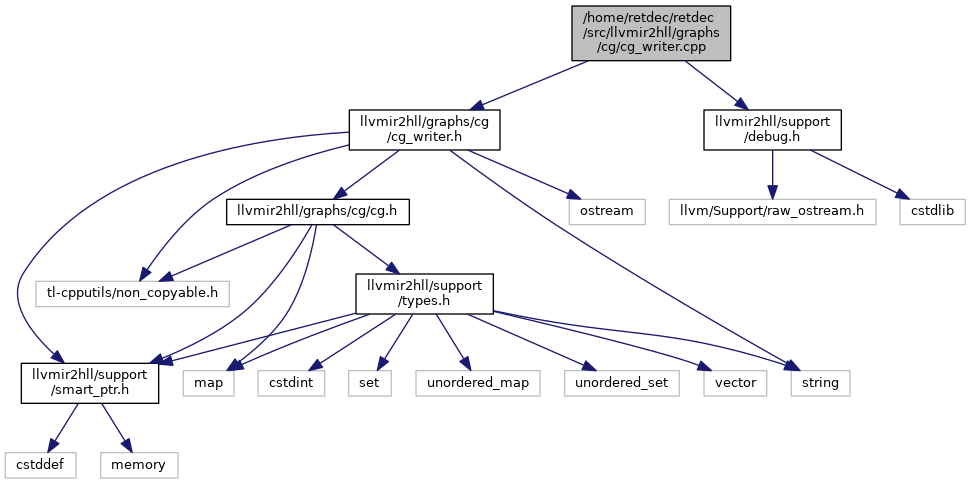 /home/retdec/retdec
/src/llvmir2hll/graphs
/cg/cg_writer.cpp
llvmir2hll/graphs/cg
/cg_writer.h
llvmir2hll/support
/debug.h
llvmir2hll/graphs/cg/cg.h
ostream
llvm/Support/raw_ostream.h
cstdlib
tl-cpputils/non_copyable.h
llvmir2hll/support
/types.h
llvmir2hll/support
/smart_ptr.h
map
cstdint
set
unordered_map
unordered_set
vector
string
cstddef
memory